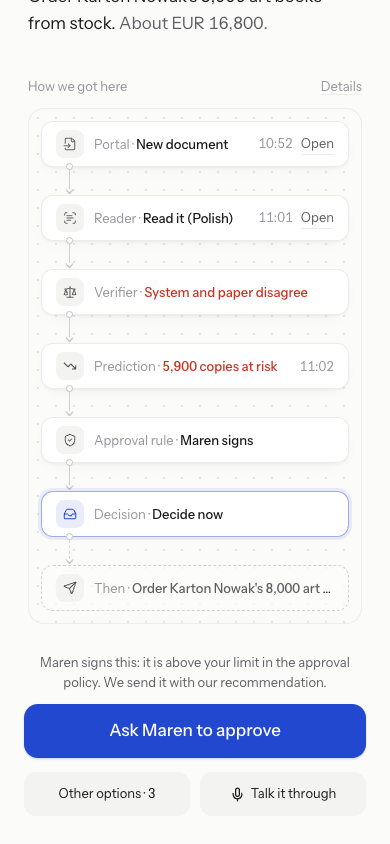 from stock. About EUR 16,800.
How we got here
Details
Portal · New document 10:52 Open
Reader · Read it (Polish) 11:01 Open
Verifier · System and paper disagree
Prediction · 5,900 copies at risk 11:02
Approval rule · Maren signs
Decision · Decide now
Then · Order Karton Nowak's 8,000 art ...
Maren signs this: it is above your limit in the approval
policy. We send it with our recommendation.
Ask Maren to approve
Other options · 3
Talk it through